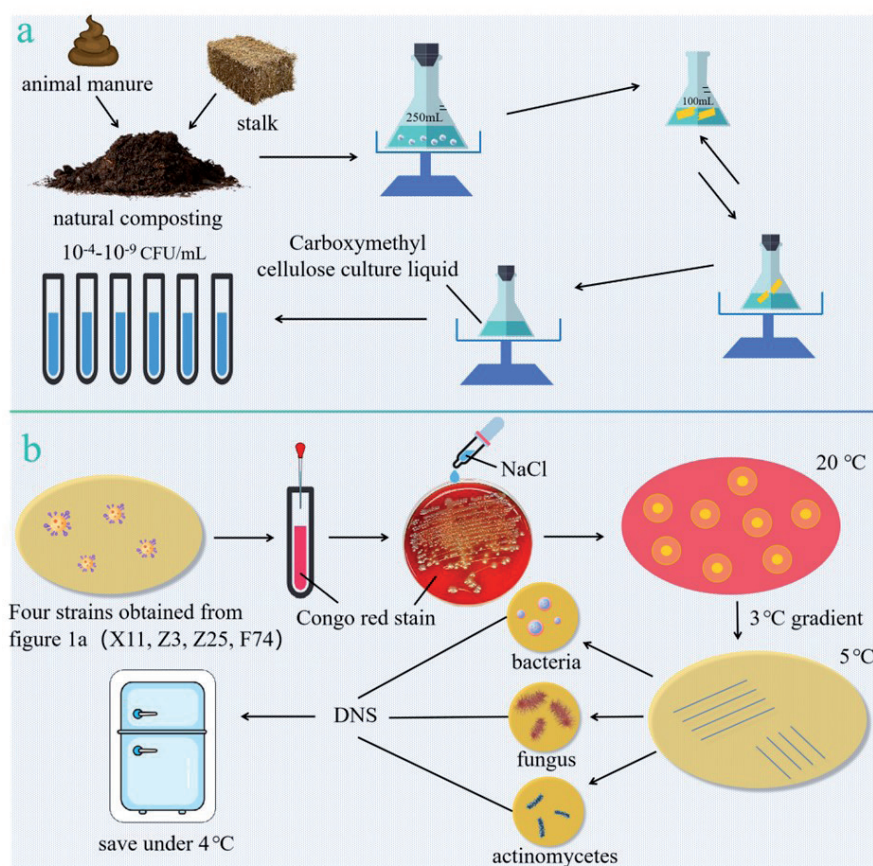 a
animal manure
stalk
natural composting
250mL
100mL
10-4-10-9 CFU/mL
Carboxymethyl
cellulose culture liquid
b
NaCl
20 °C
Four strains obtained from
figure 1a (X11, Z3, Z25, F74)
Congo red stain
3°C gradient
5°C
bacteria
fungus
actinomycetes
DNS
save under 4°C